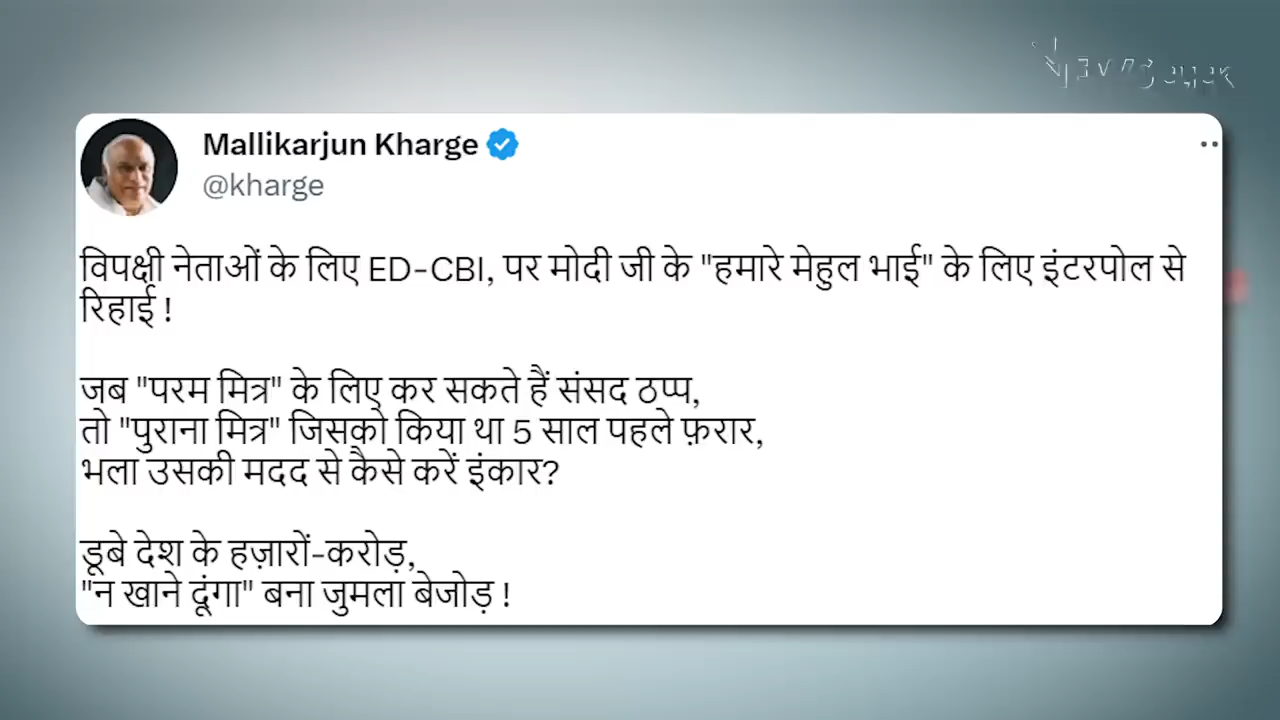 Mallikarjun Kharge
@kharge
विपक्षी नेताओं के लिए ED-CBI, पर मोदी जी के "हमारे मेहुल भाई" के लिए इंटरपोल से
रिहाई !
जब "परम मित्र" के लिए कर सकते हैं संसद ठप्प,
तो "पुराना मित्र" जिसको किया था 5 साल पहले फ़रार,
भला उसकी मदद से कैसे करें इंकार?
डूबे देश के हज़ारों-करोड़,
"न खाने दूंगा" बना जुमला बेजोड़ !